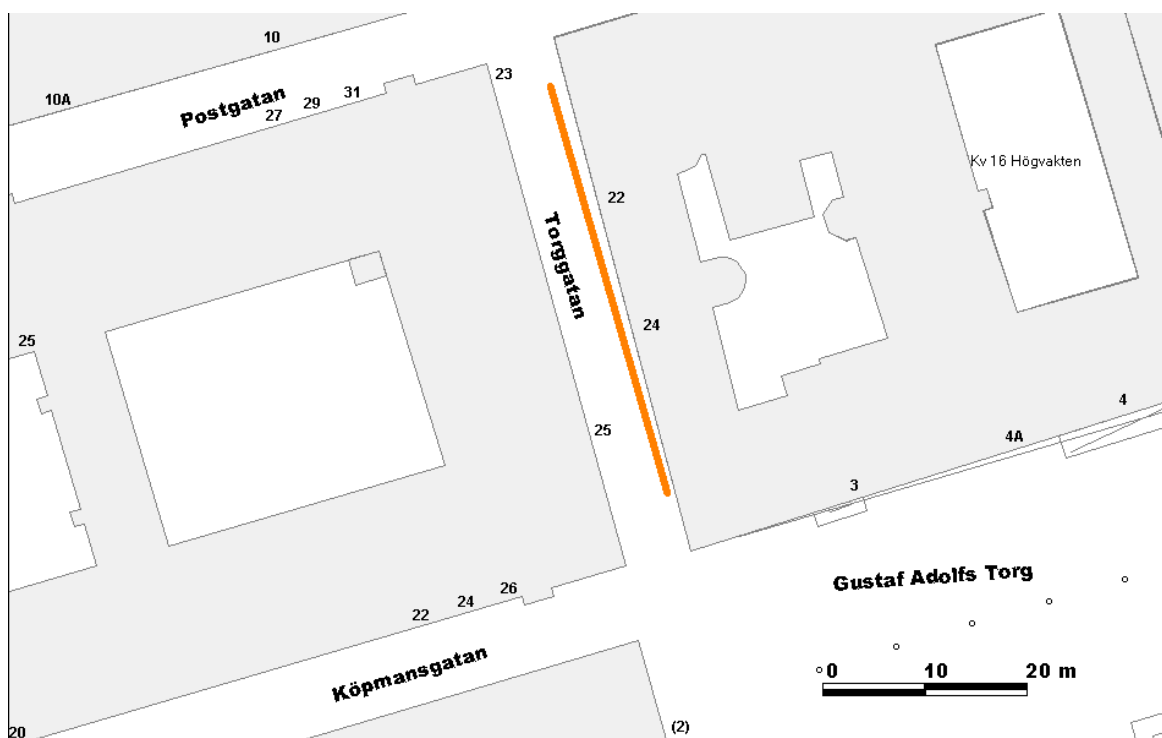 10
23
10A
Postgatan
27
29
31
Kv 16 Högvakten
22
Torggatan
24
25
25
4
4A
3
Gustaf Adolfs Torg
22
24
26
Köpmansgatan
0 10 20 m
20
(2)